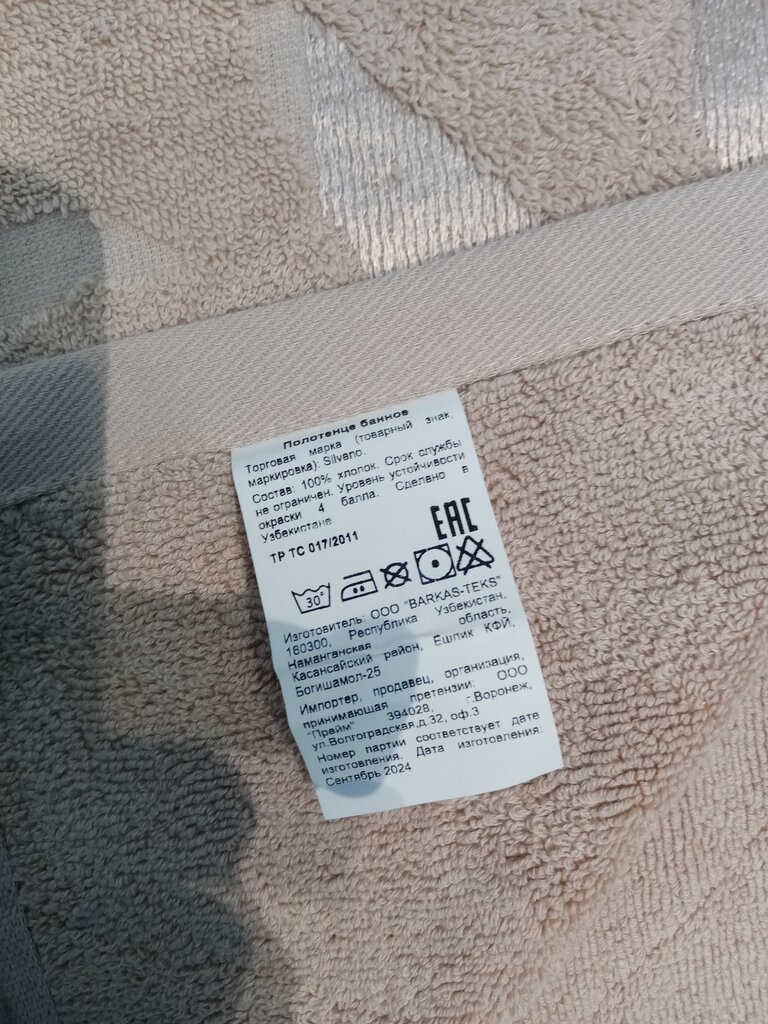 Полотенце банное
Торговая марка (товарный знак,
маркировка): Silvano.
Состав: 100% хлопок. Срок службы
не ограничен. Уровень устойчивости
окраски 4 балла. Сделано в
Узбекистане.
EAC
ТР ТС 017/2011
30°
Изготовитель: ООО "BARKAS-TEKS"
160300, Республика Узбекистан,
Наманганская область,
Касансайский район, Ешлик КФЙ,
Богишамол-25
Импортер, продавец, организация,
принимающая претензии: ООО
"Прайм" 394028, г.Воронеж,
ул.Волгоградская,д.32, оф.3
Номер партии соответствует дате
изготовления. Дата изготовления:
Сентябрь 2024